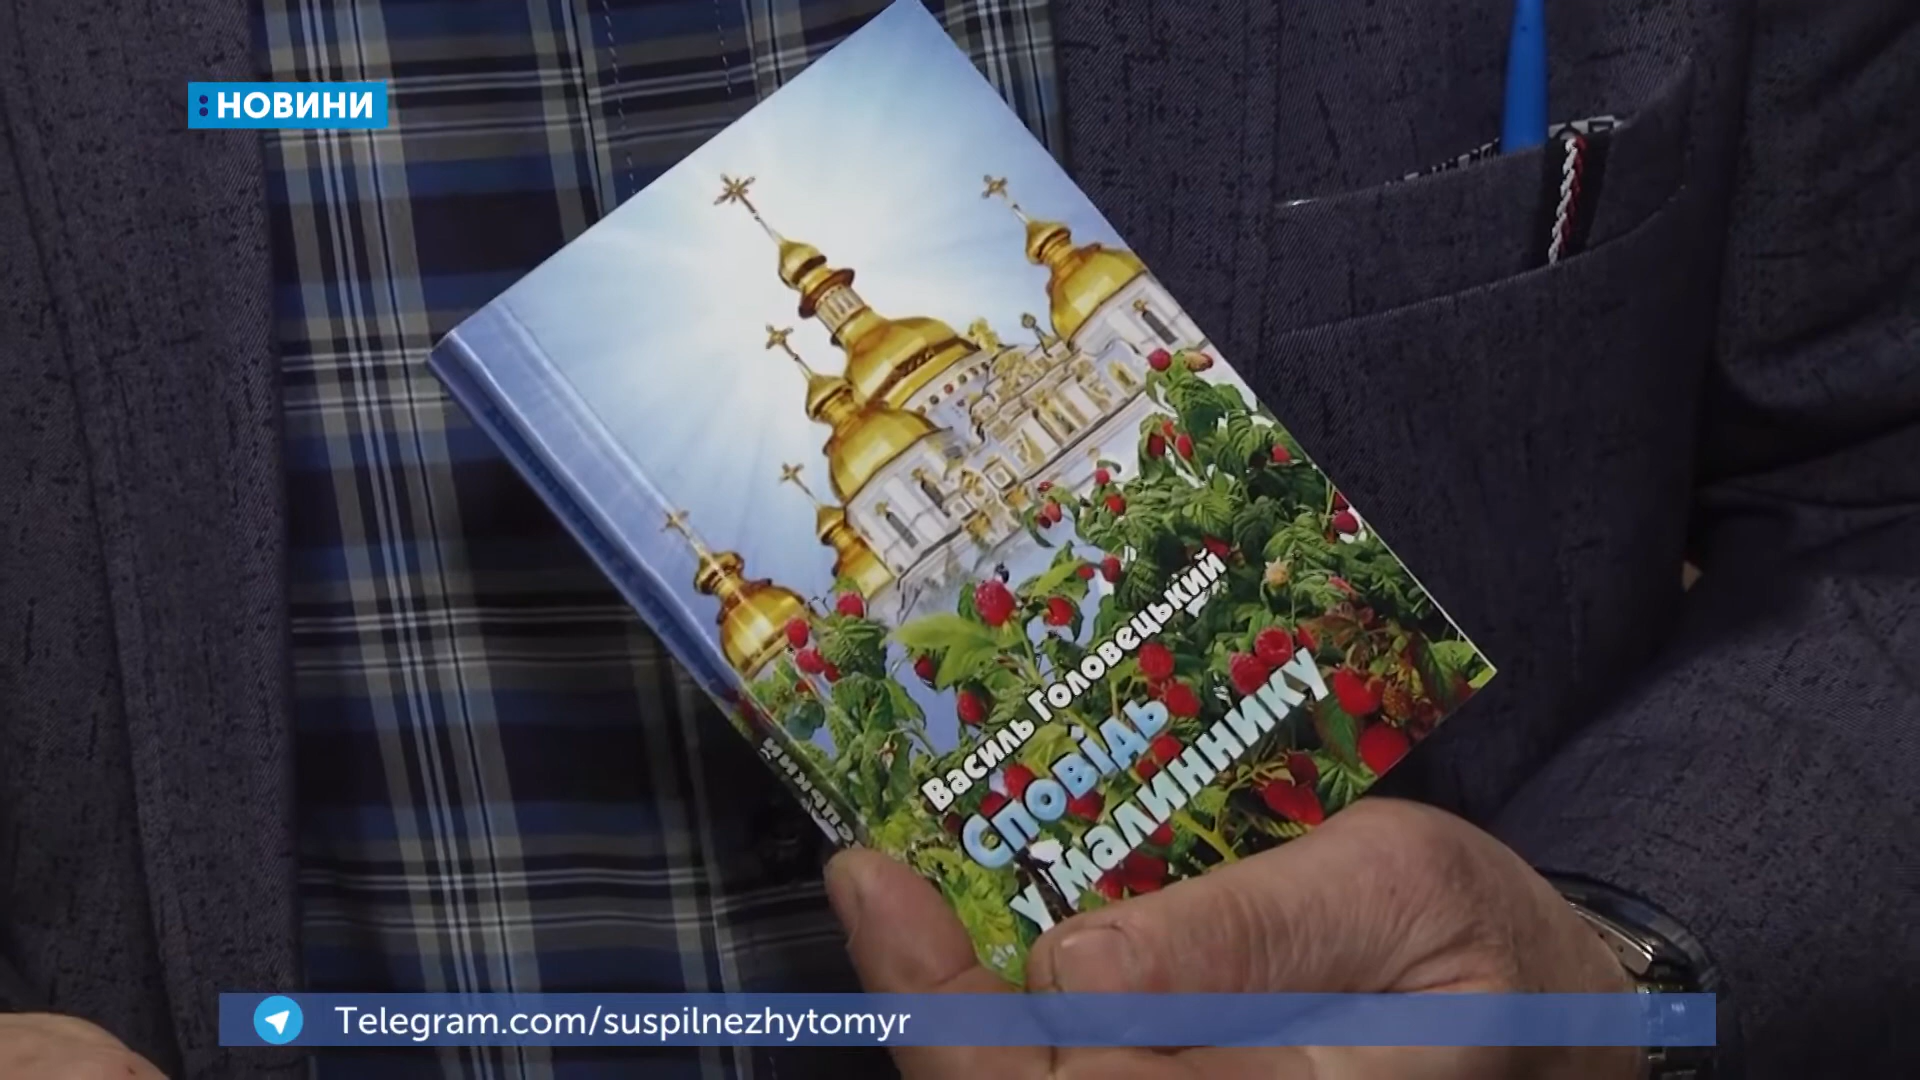 :НОВИНИ
Василь Головецький
Сповідь
у малиннику
Telegram.com/suspilnezhytomyr